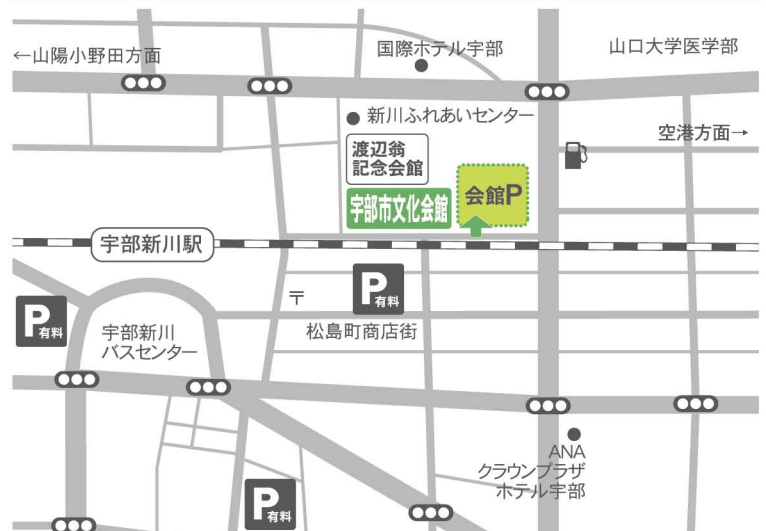 ←山陽小野田方面
国際ホテル宇部
山口大学医学部
新川ふれあいセンター
空港方面→
渡辺翁
記念会館
会館P
宇部市文化会館
宇部新川駅
〒
P有料
P有料
松島町商店街
宇部新川
バスセンター
ANA
クラウンプラザ
ホテル宇部
P有料